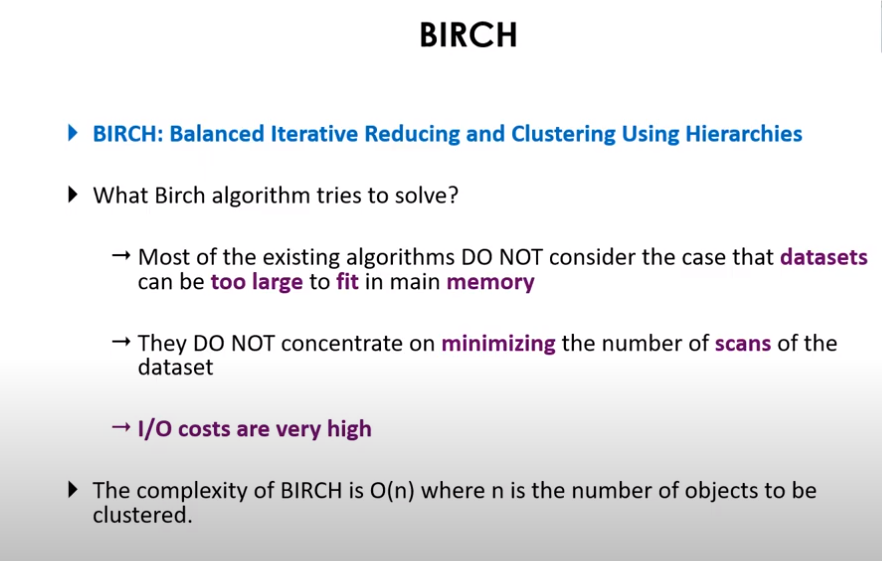 BIRCH
BIRCH: Balanced Iterative Reducing and Clustering Using Hierarchies
What Birch algorithm tries to solve?
→ Most of the existing algorithms DO NOT consider the case that datasets
can be too large to fit in main memory
→ They DO NOT concentrate on minimizing the number of scans of the
dataset
→ I/O costs are very high
The complexity of BIRCH is O(n) where n is the number of objects to be
clustered.